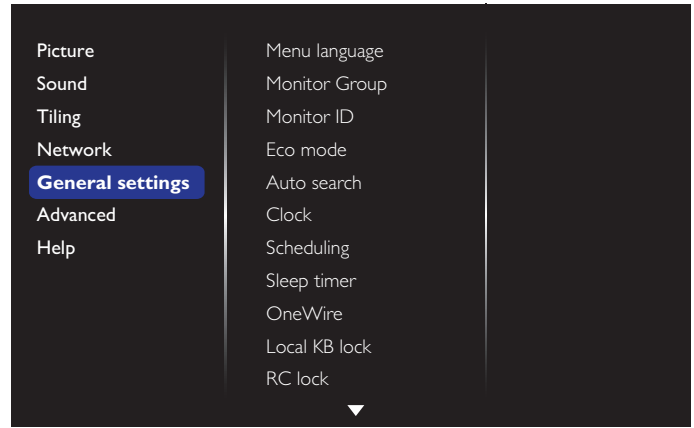 Picture
Sound
Tiling
Network
General settings
Advanced
Help
Menu language
Monitor Group
Monitor ID
Eco mode
Auto search
Clock
Scheduling
Sleep timer
OneWire
Local KB lock
RC lock